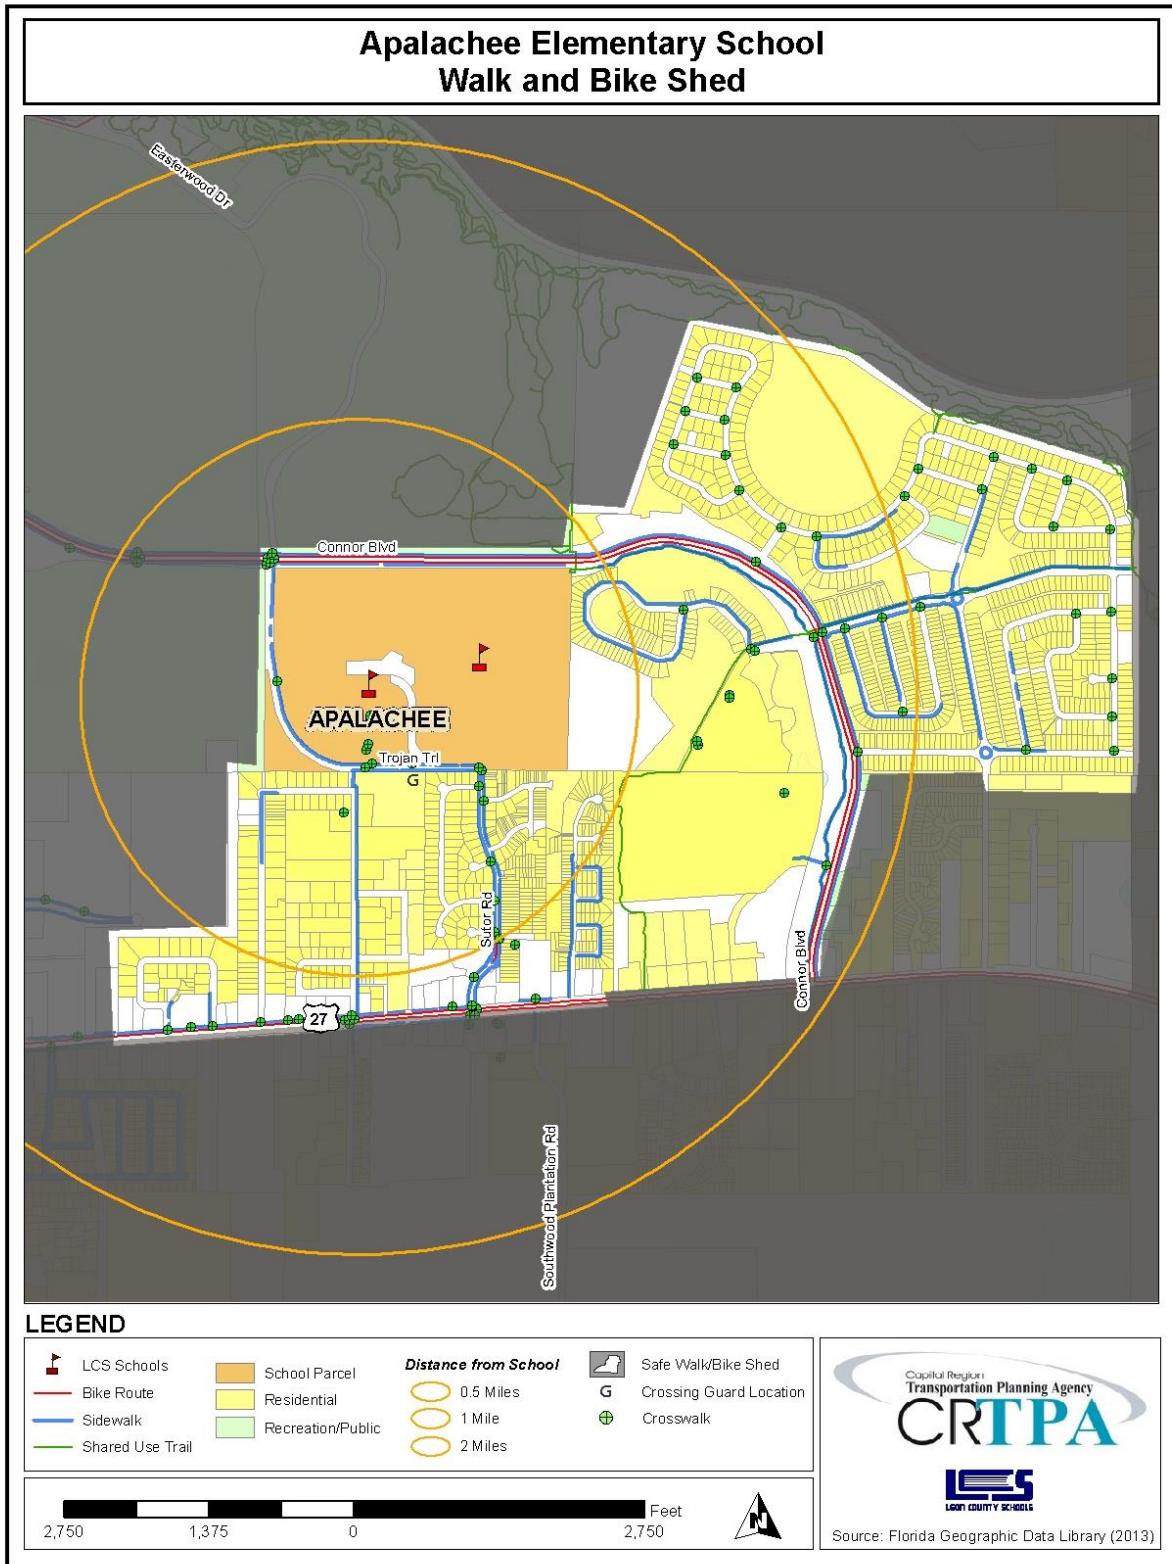 Apalachee Elementary School
Walk and Bike Shed
Easterwood Dr
Connor Blvd
APALACHEE
Trojan Trl
G
Sutor Rd
Connor Blvd
27
Southwood Plantation Rd
LEGEND
LCS Schools
Bike Route
Sidewalk
Shared Use Trail
School Parcel
Residential
Recreation/Public
Distance from School
0.5 Miles
1 Mile
2 Miles
Safe Walk/Bike Shed
G Crossing Guard Location
Crosswalk
2,750 1,375 0 2,750 Feet
N
Capital Region
Transportation Planning Agency
CRTPA
LCS
LEON COUNTY SCHOOLS
Source: Florida Geographic Data Library (2013)